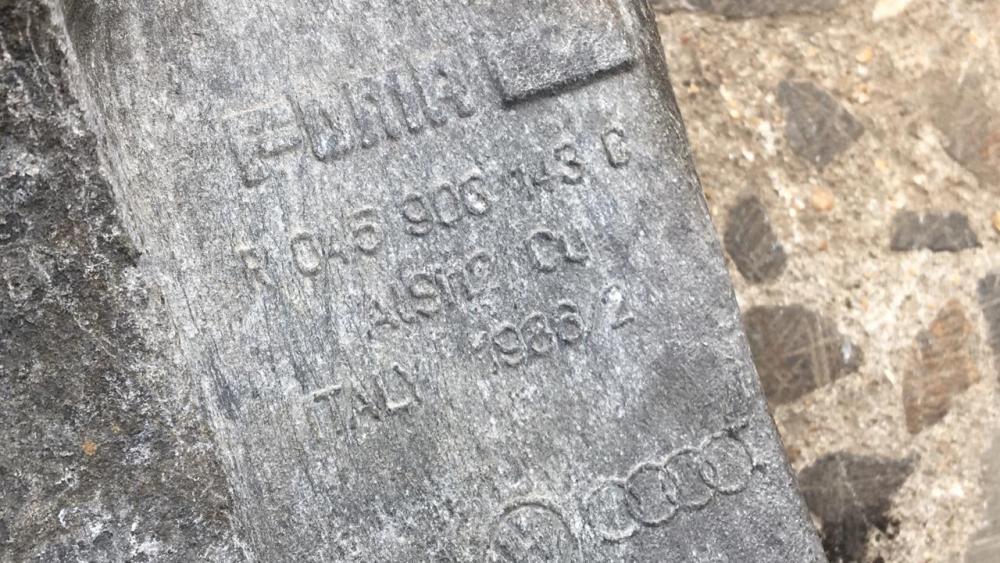 R 045 906 143 C
AlSi12 Cu
ITALY 1986/2